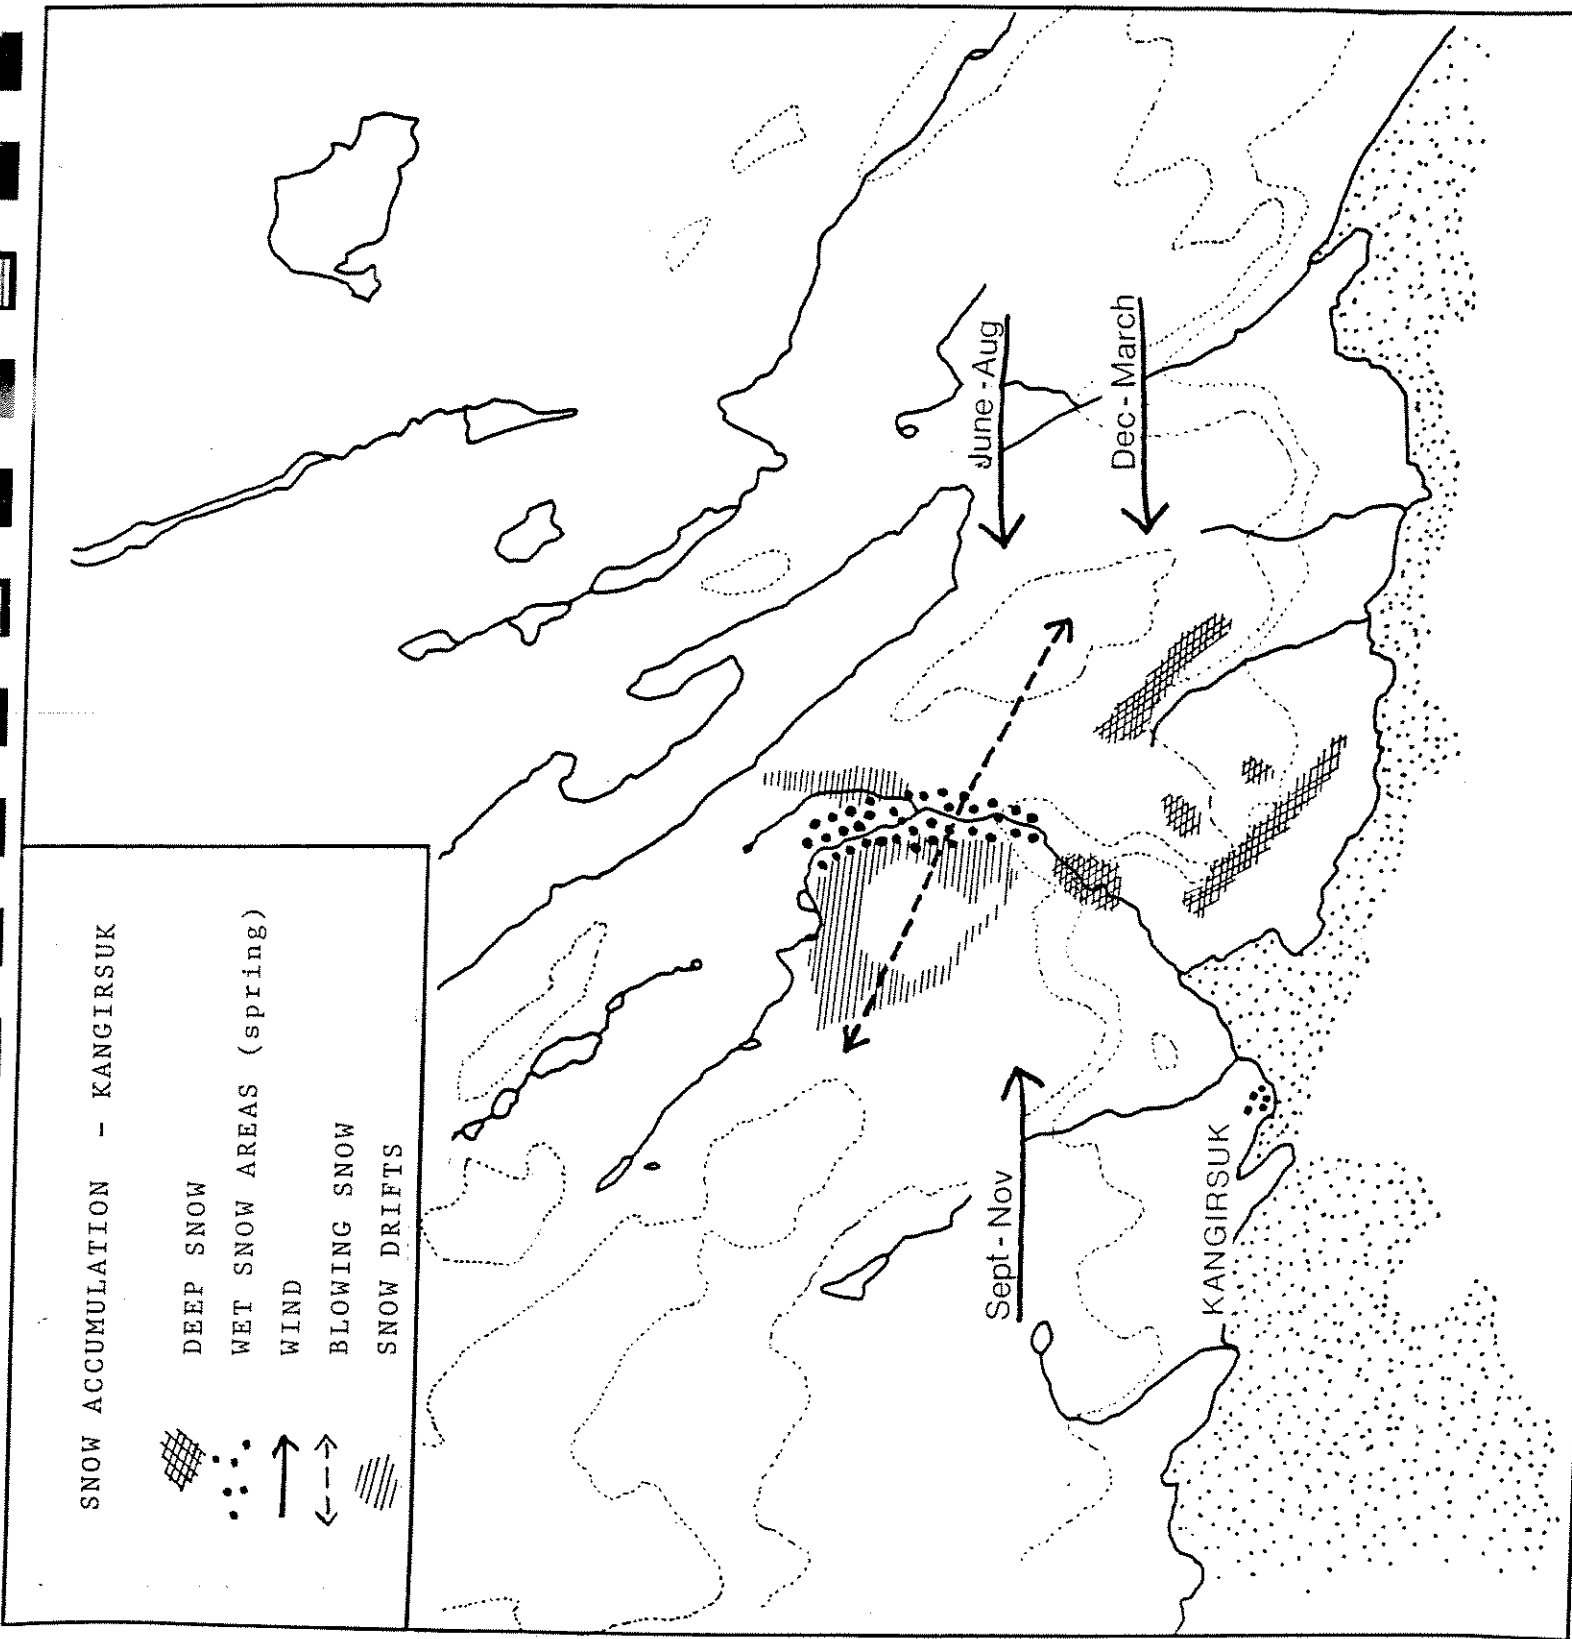 SNOW ACCUMULATION - KANGIRSUK
DEEP SNOW
WET SNOW AREAS (spring)
WIND
BLOWING SNOW
SNOW DRIFTS
Sept - Nov
June - Aug
Dec - March
KANGIRSUK